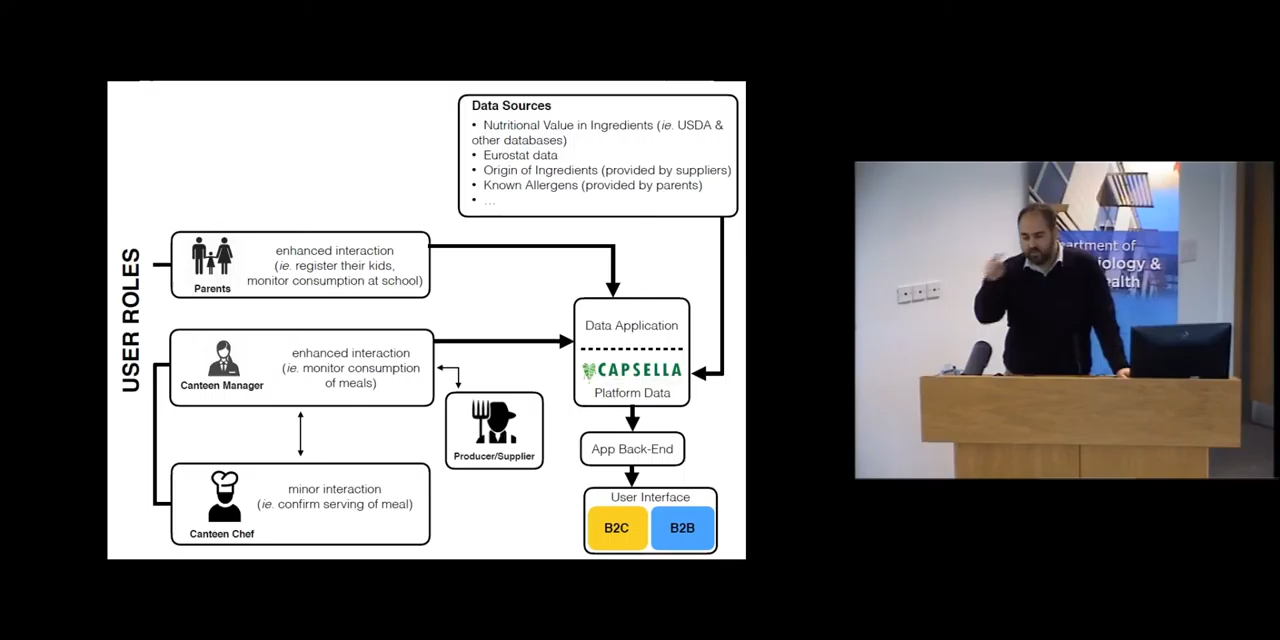 Data Sources
• Nutritional Value in Ingredients (ie. USDA &
other databases)
• Eurostat data
• Origin of Ingredients (provided by suppliers)
• Known Allergens (provided by parents)
• ...
USER ROLES
enhanced interaction
(ie. register their kids,
monitor consumption at school)
Parents
enhanced interaction
(ie. monitor consumption
of meals)
Canteen Manager
Producer/Supplier
minor interaction
(ie. confirm serving of meal)
Canteen Chef
Data Application
CAPSELLA
Platform Data
App Back-End
User Interface
B2C
B2B
artment of
iology &
ealth